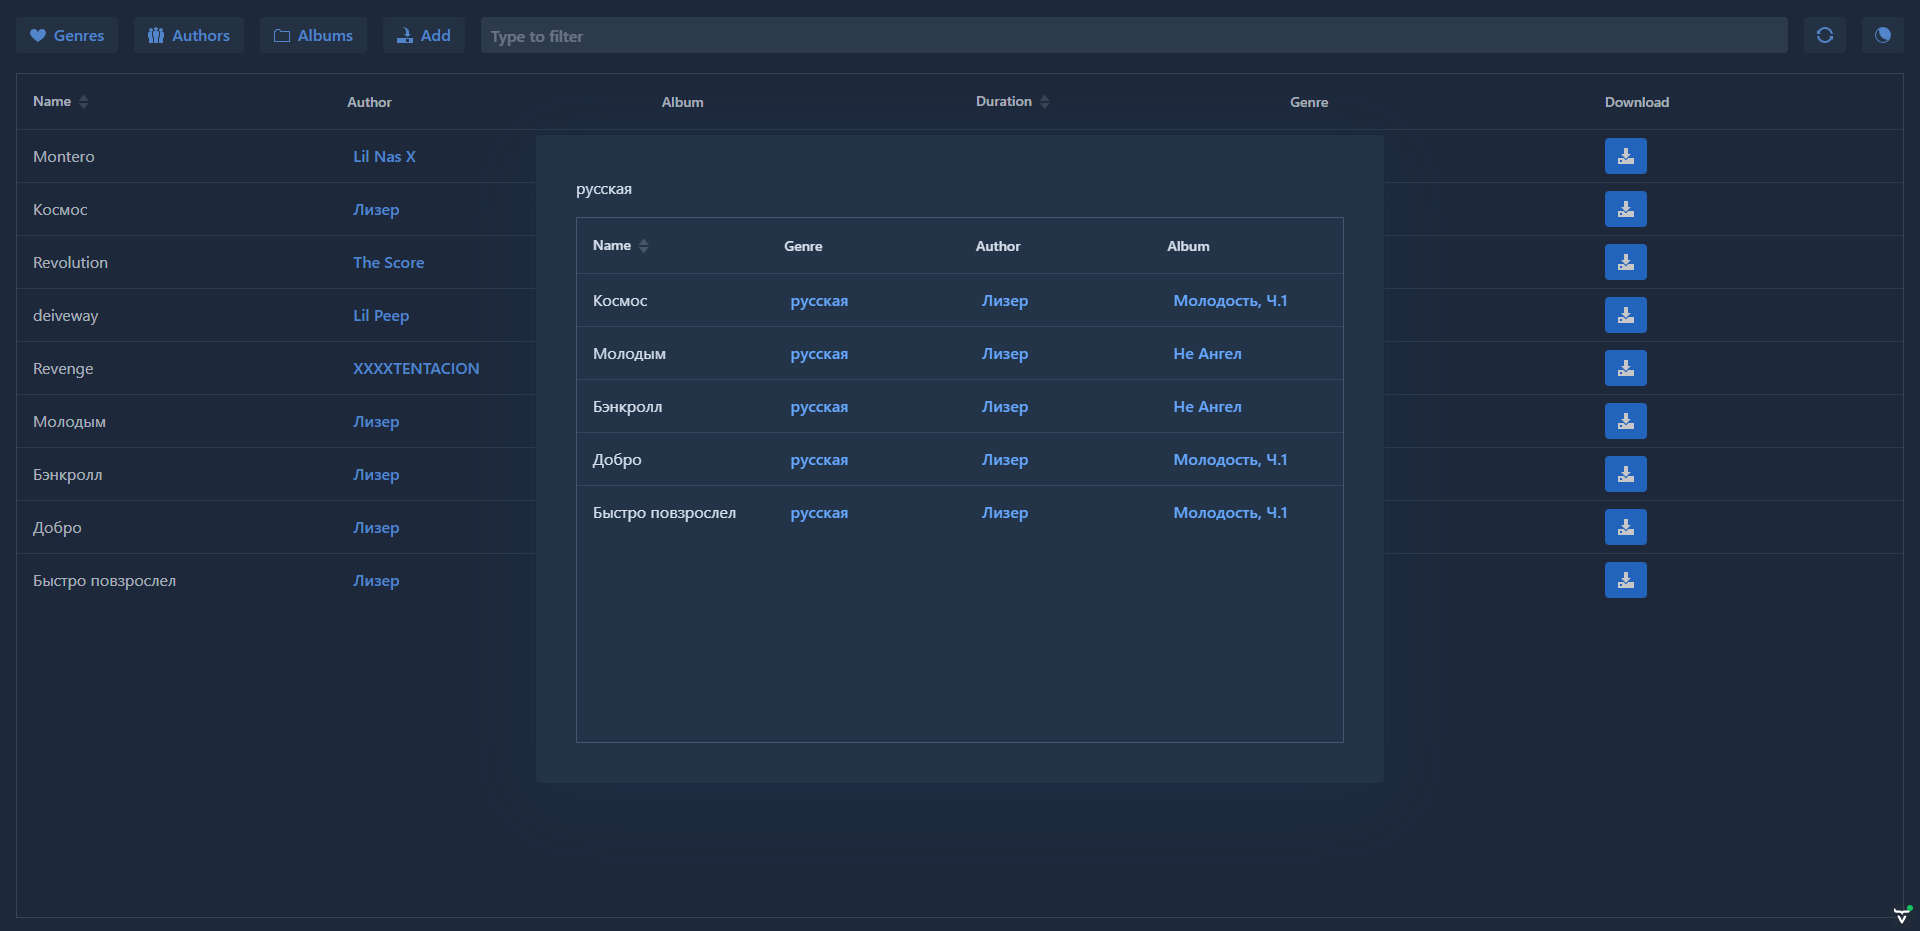 Genres Authors Albums Add Type to filter
Name Author Album Duration Genre Download
Montero Lil Nas X
Космос Лизер
Revolution The Score
deiveway Lil Peep
Revenge XXXXTENTACION
Молодым Лизер
Бэнкролл Лизер
Добро Лизер
Быстро повзрослел Лизер
русская
Name Genre Author Album
Космос русская Лизер Молодость, Ч.1
Молодым русская Лизер Не Ангел
Бэнкролл русская Лизер Не Ангел
Добро русская Лизер Молодость, Ч.1
Быстро повзрослел русская Лизер Молодость, Ч.1